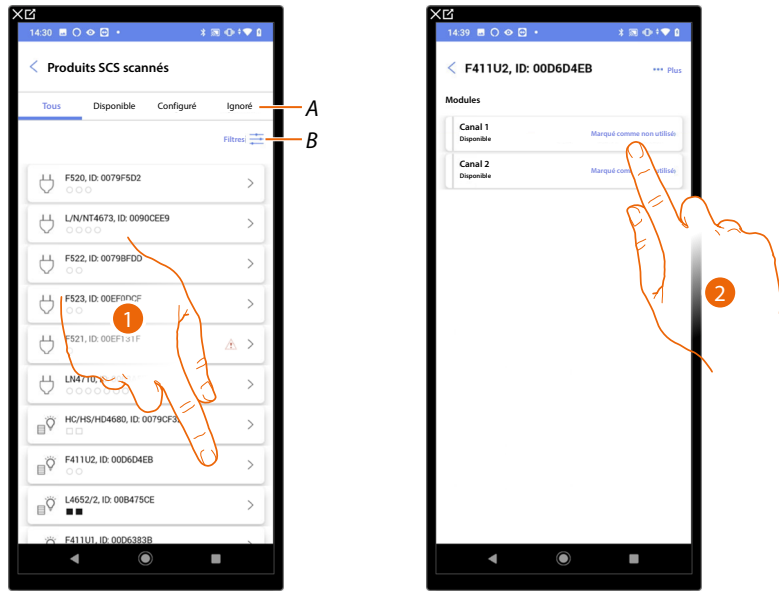 14:30
Produits SCS scannés
Tous Disponible Configuré Ignoré
A
Filtres:
B
F520, ID: 0079F5D2
L/N/NT4673, ID: 0090CEE9
F522, ID: 0079BFDD
F523, ID: 00EF0DCF
1
F521, ID: 00EF1
LN4710,
HC/HS/HD4680, ID: 0079CF3
F411U2, ID: 00D6D4EB
L4652/2, ID: 00B475CE
F411U1, ID: 00D6383B
14:39
F411U2, ID: 00D6D4EB
Plus
Modules
Canal 1
Disponible
Marqué comme non utilisé
Canal 2
Disponible
Marqué
2